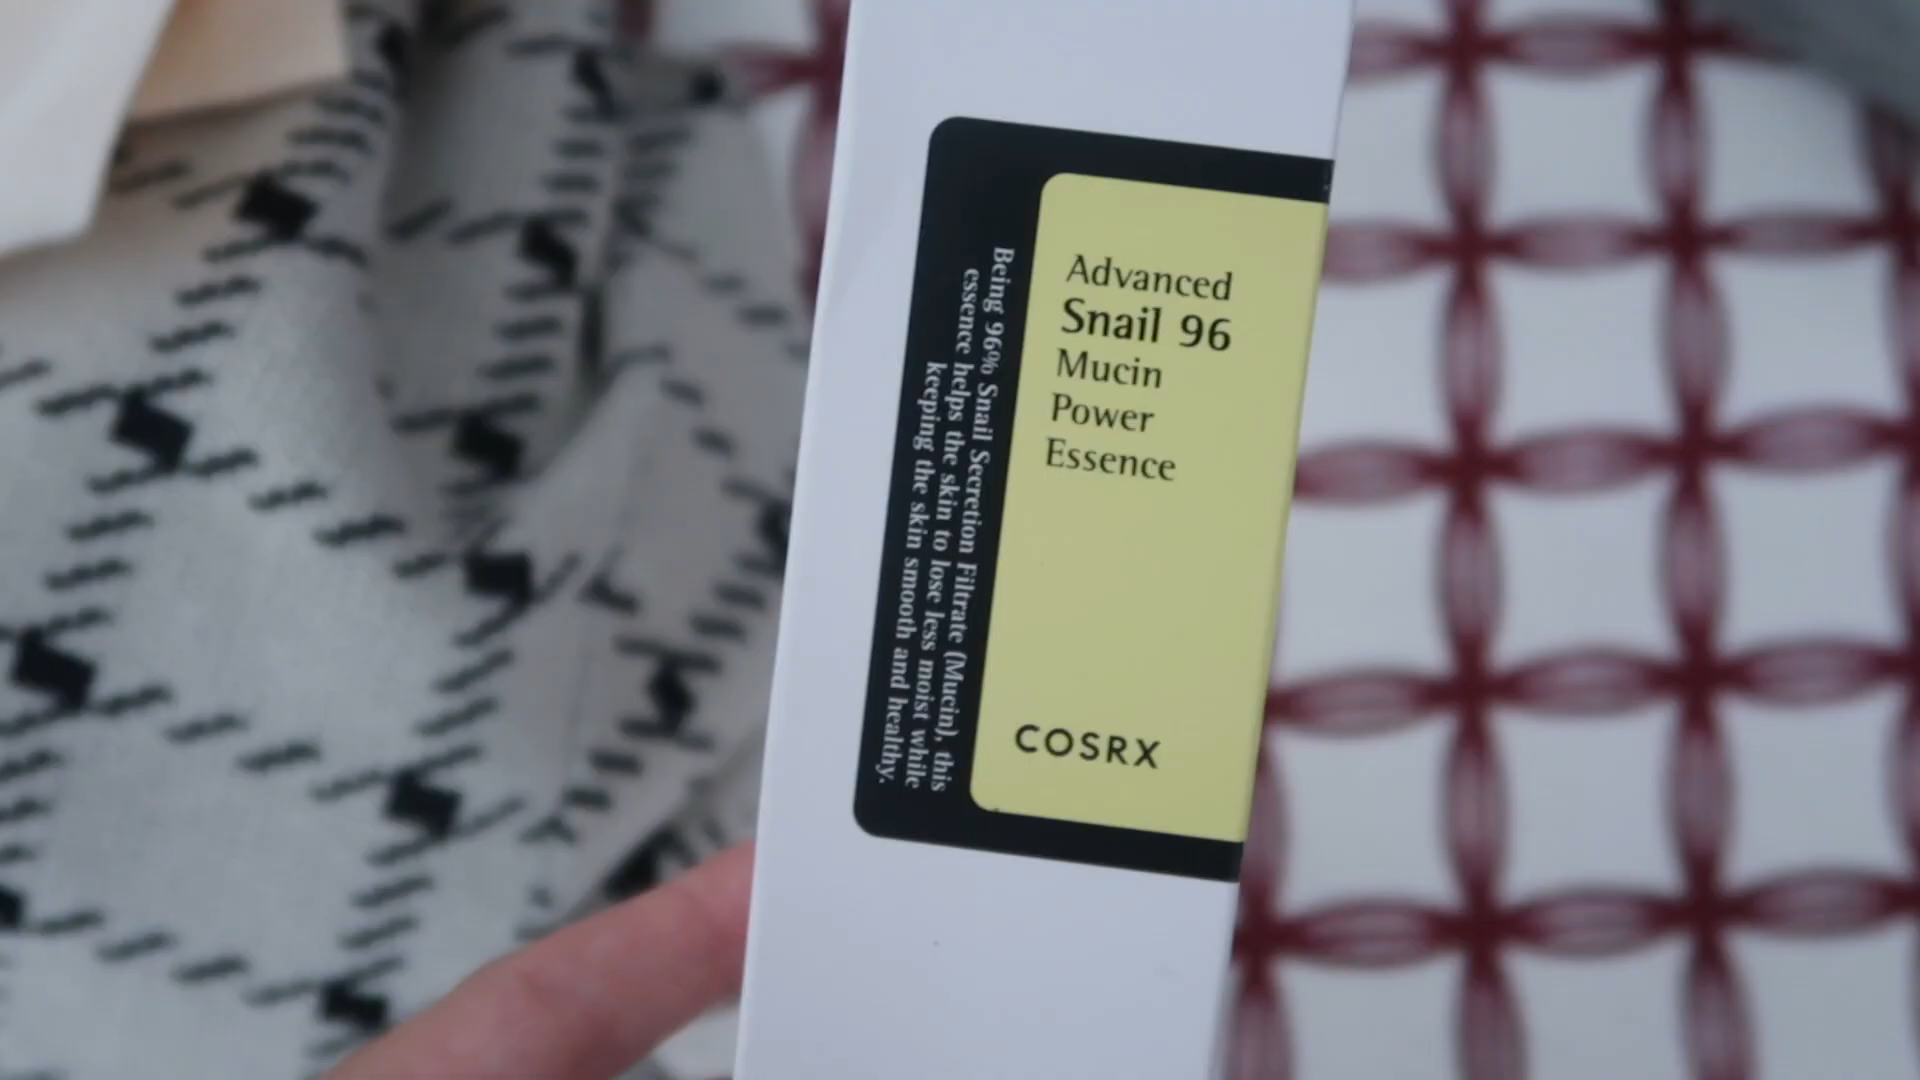 Advanced
Snail 96
Mucin
Power
Essence
COSRX
Being 96% Snail Secretion Filtrate (Mucin), this
essence helps the skin to lose less moist while
keeping the skin smooth and healthy.